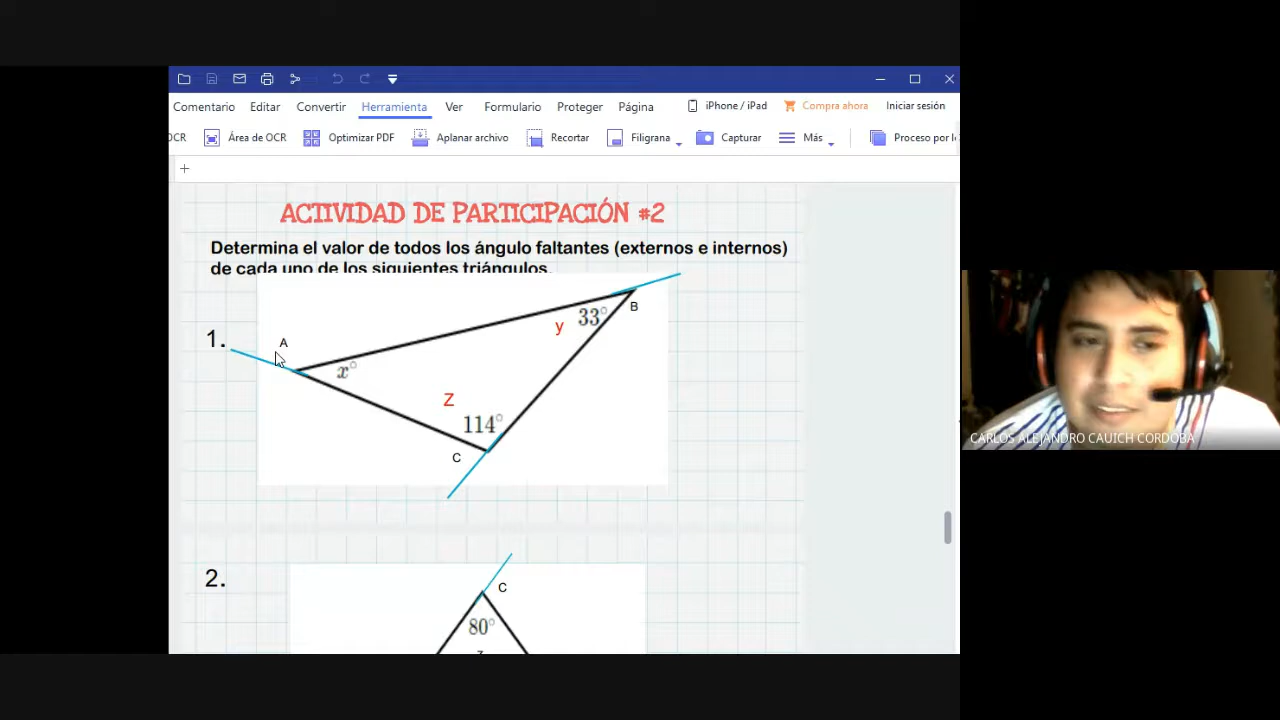 Comentario Editar Convertir Herramienta Ver Formulario Proteger Página iPhone / iPad Compra ahora Iniciar sesión
OCR Área de OCR Optimizar PDF Aplanar archivo Recortar Filigrana Capturar Más Proceso por
ACTIVIDAD DE PARTICIPACIÓN #2
Determina el valor de todos los ángulo faltantes (externos e internos)
de cada uno de los siguientes triángulos.
1.
A
B
y
33°
x°
Z
114°
C
2.
C
80°
z
CARLOS ALEJANDRO CAUICH CORDOBA